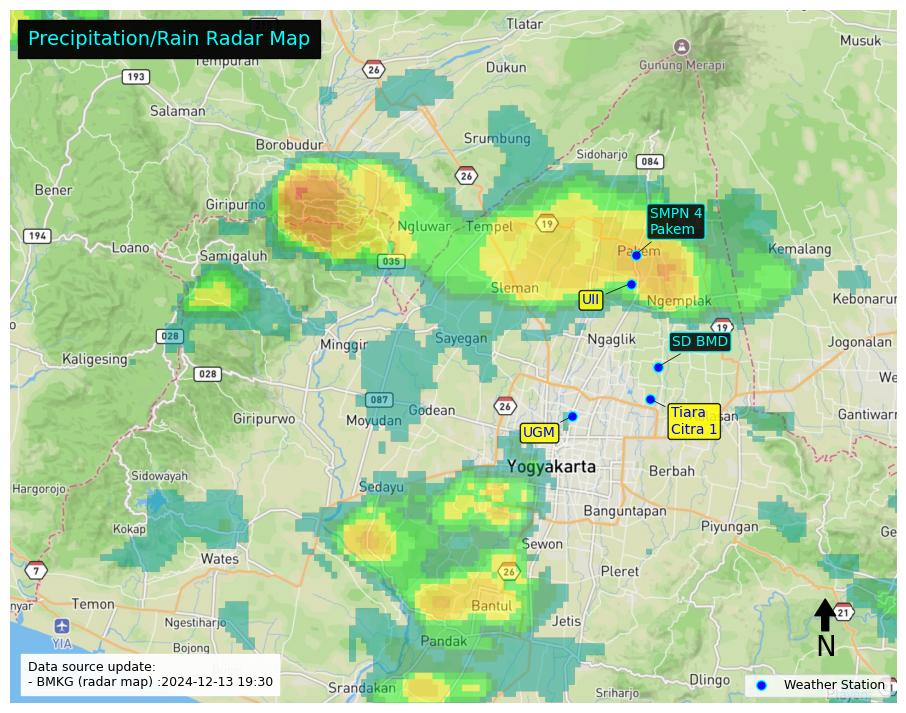 Precipitation/Rain Radar Map
Tlatar
Musuk
Tempuran
26
Dukun
Gunung Merapi
193
Salaman
Srumbung
Borobudur
Sidoharjo
084
26
Bener
Giripurno
SMPN 4
Pakem
Ngluwar
Tempel
19
194
Loano
Samigaluh
035
Pakem
Kemalang
Sleman
UII
Ngemplak
Kebonarum
028
Minggir
Sayegan
Ngaglik
19
SD BMD
Jogonalan
Kaligesing
028
We
087
Godean
26
Giripurwo
Moyudan
Tiara
Citra 1
san
Gantiwarn
UGM
Yogyakarta
Berbah
Hargorojo
Sidowayah
Sedayu
Banguntapan
Kokap
Piyungan
Ge
Wates
Sewon
7
26
Pleret
nyar
Temon
Bantul
21
YIA
Ngestiharjo
Jetis
Bojong
Pandak
N
Data source update:
- BMKG (radar map) :2024-12-13 19:30
Srandakan
Sriharjo
Dlingo
Weather Station